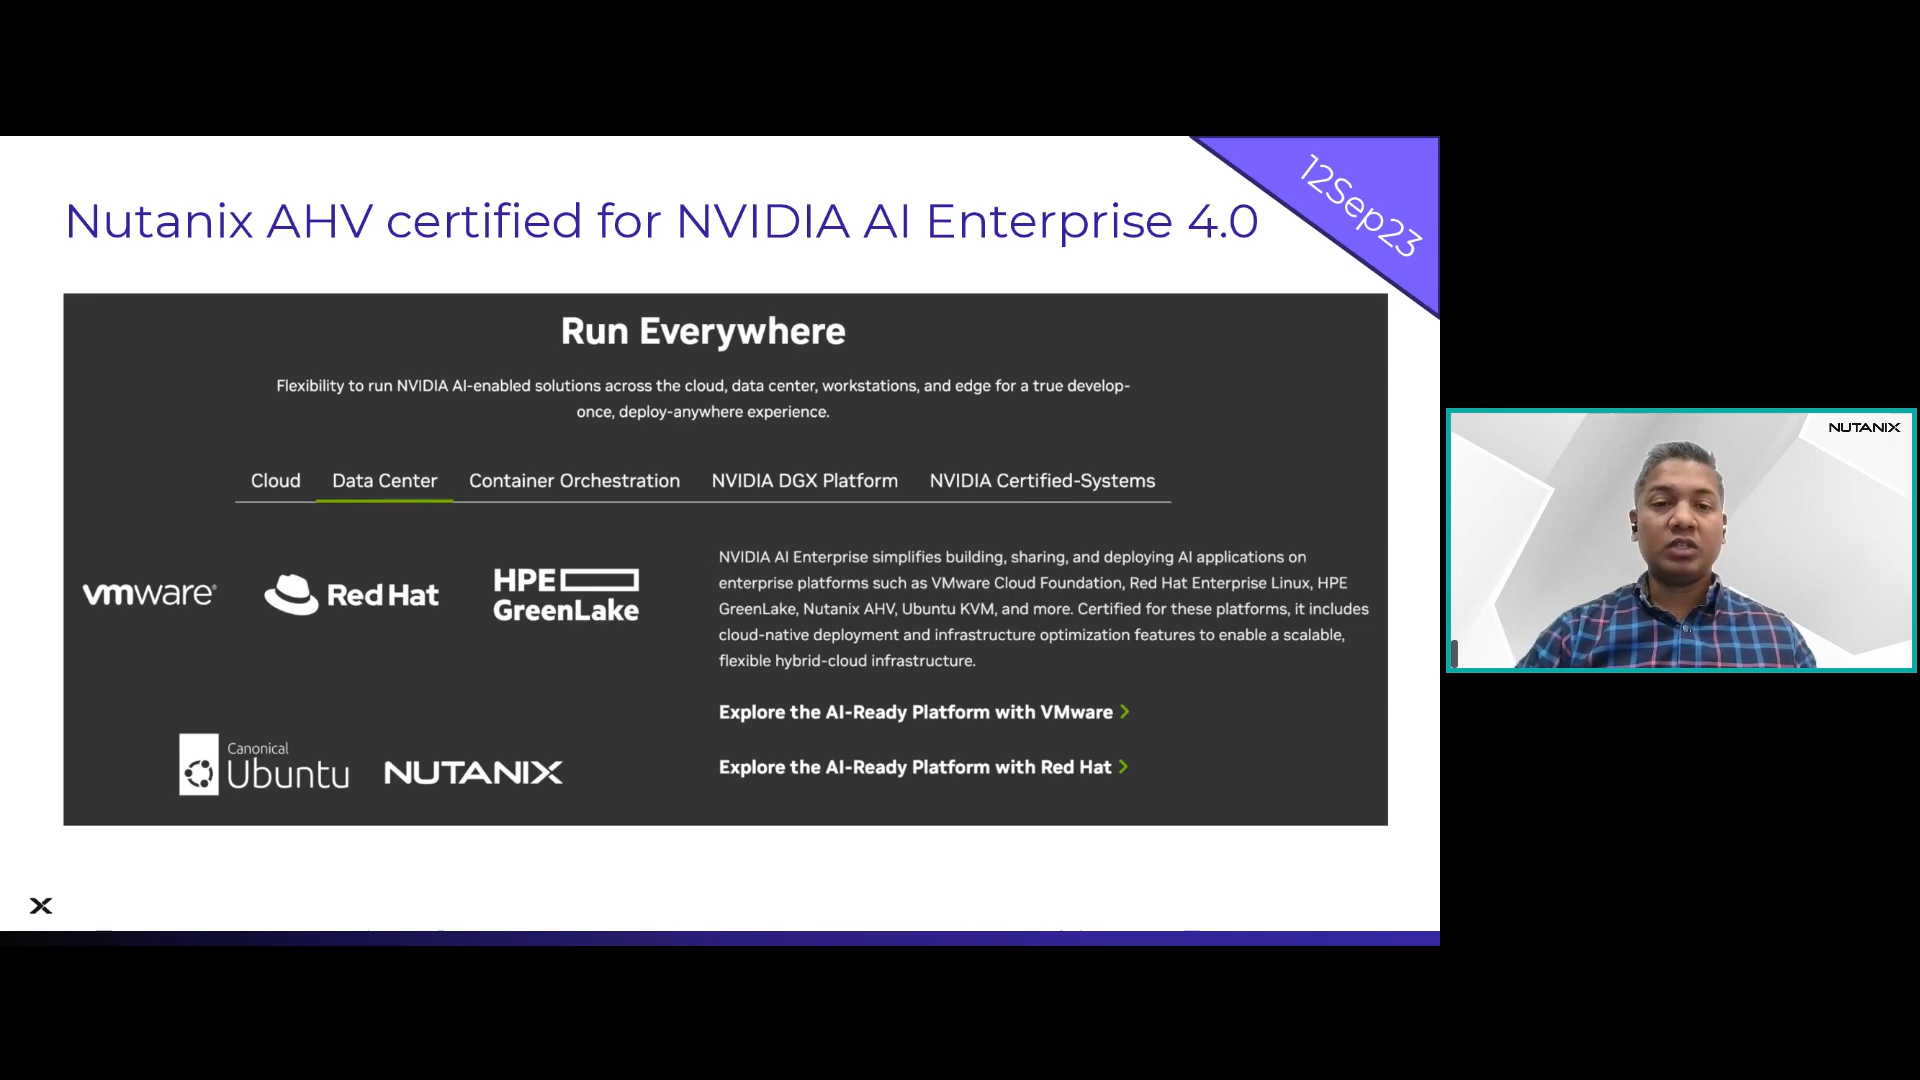 12Sep23
Nutanix AHV certified for NVIDIA AI Enterprise 4.0
Run Everywhere
Flexibility to run NVIDIA AI-enabled solutions across the cloud, data center, workstations, and edge for a true develop-
once, deploy-anywhere experience.
Cloud Data Center Container Orchestration NVIDIA DGX Platform NVIDIA Certified-Systems
vmware®
Red Hat
HPE
GreenLake
Canonical
Ubuntu
NUTANIX
NVIDIA AI Enterprise simplifies building, sharing, and deploying AI applications on
enterprise platforms such as VMware Cloud Foundation, Red Hat Enterprise Linux, HPE
GreenLake, Nutanix AHV, Ubuntu KVM, and more. Certified for these platforms, it includes
cloud-native deployment and infrastructure optimization features to enable a scalable,
flexible hybrid-cloud infrastructure.
Explore the AI-Ready Platform with VMware >
Explore the AI-Ready Platform with Red Hat >
NUTANIX